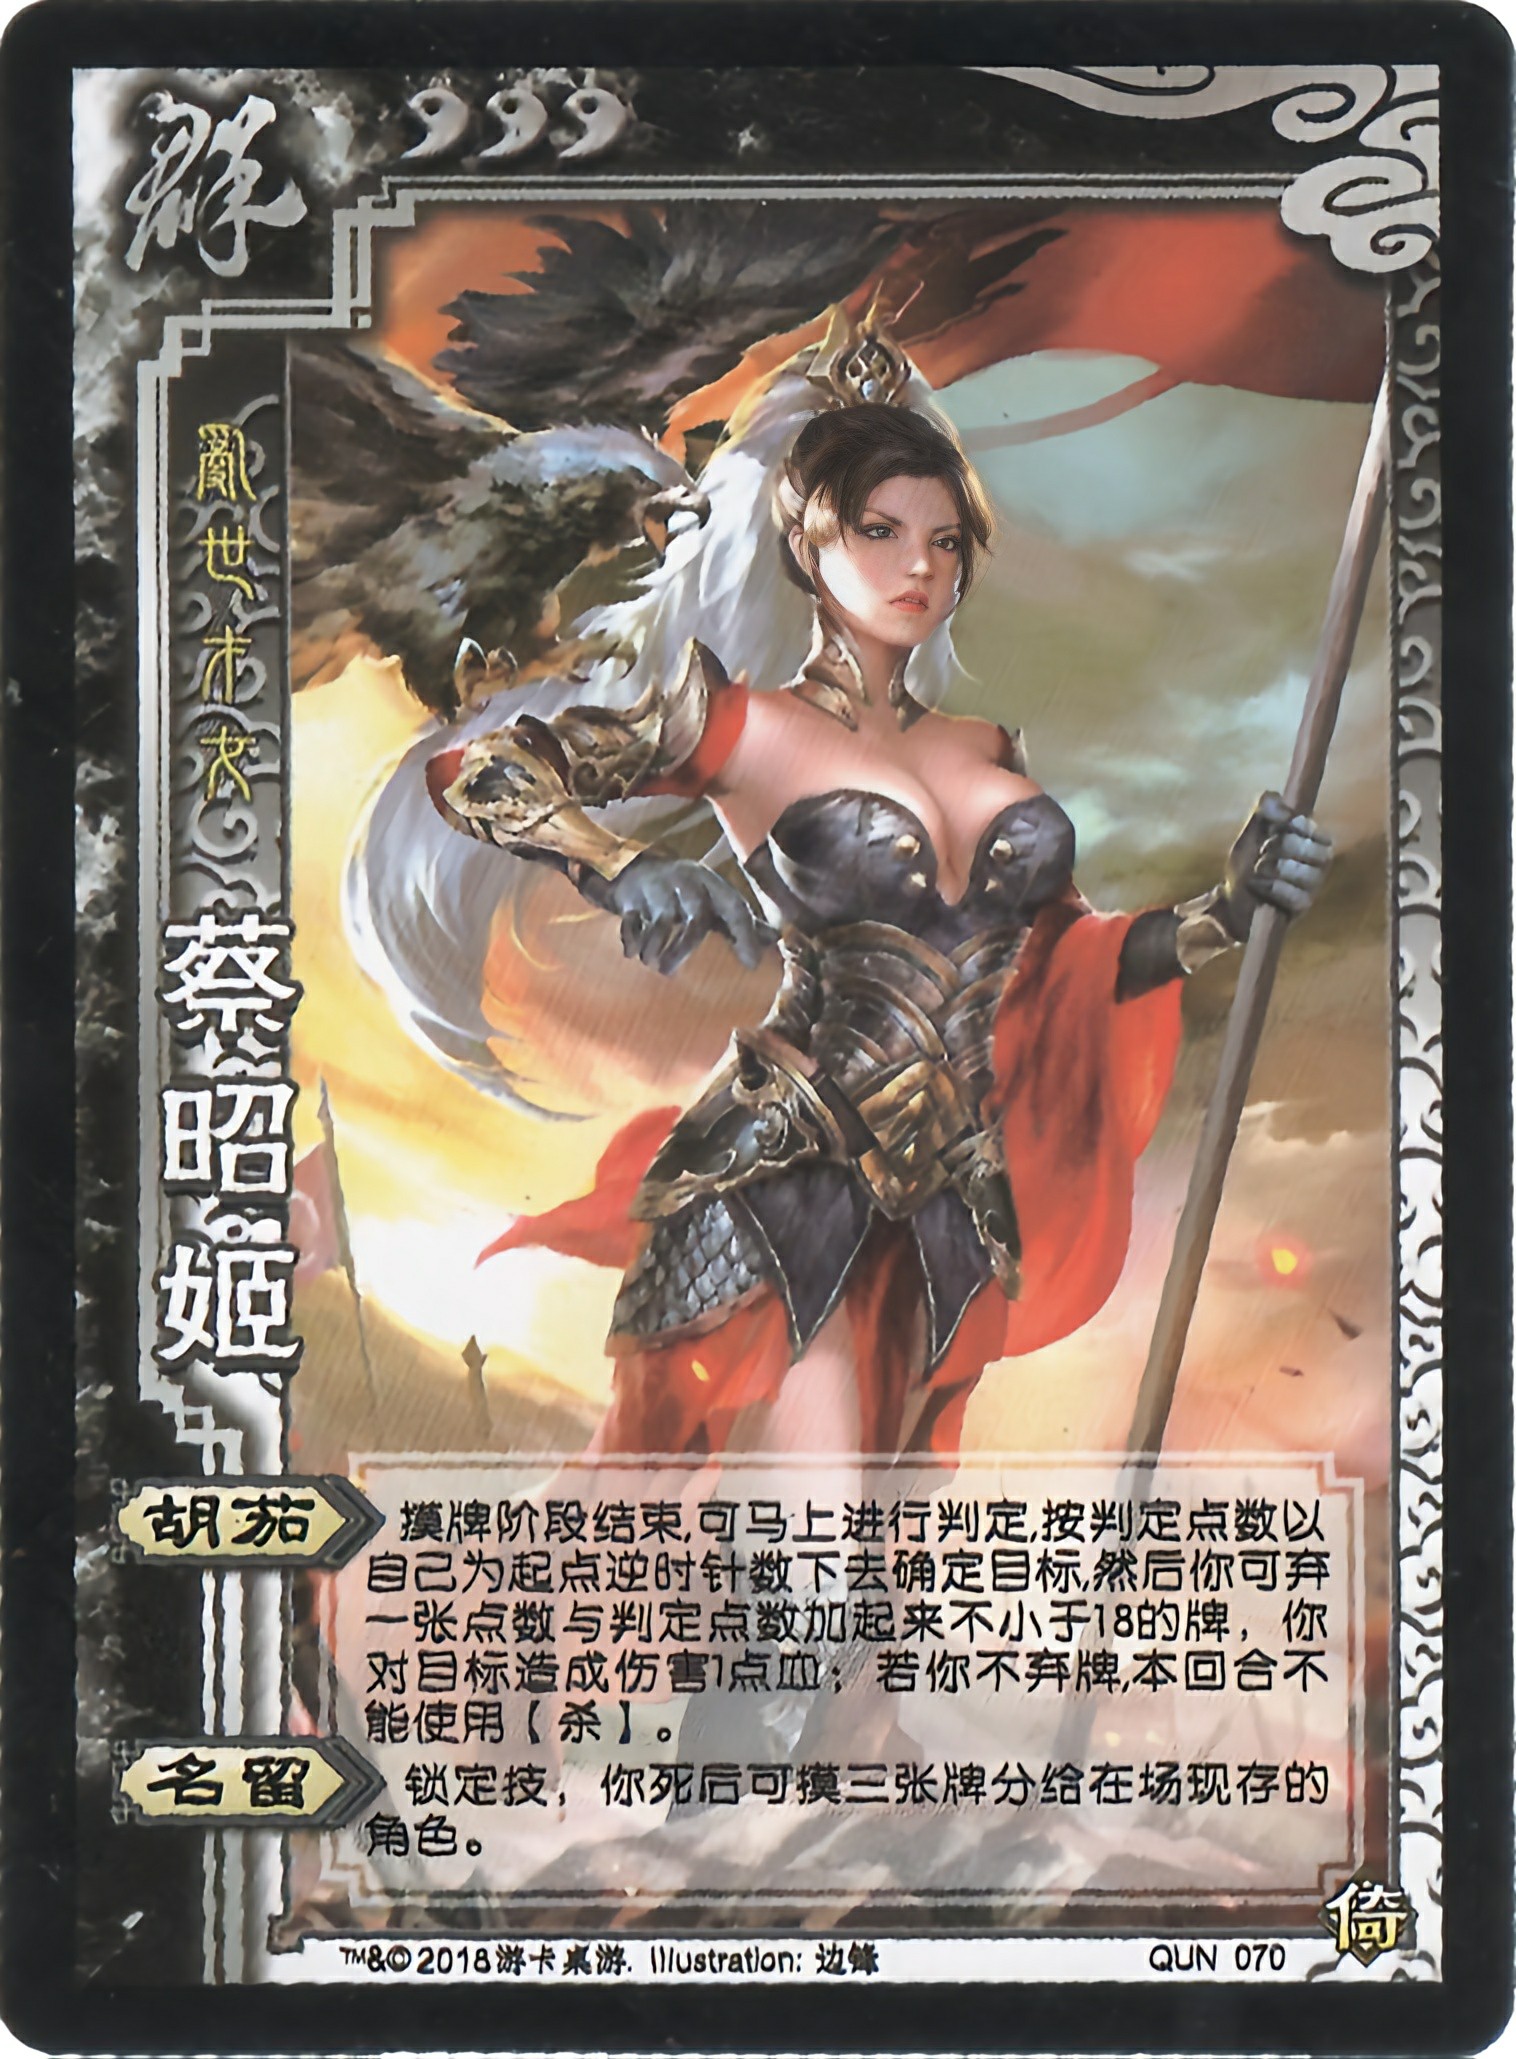 群
亂世才女
蔡昭姬
胡笳
摸牌阶段结束,可马上进行判定,按判定点数以
自己为起点逆时针数下去确定目标,然后你可弃
一张点数与判定点数加起来不小于18的牌，你
对目标造成伤害1点血；若你不弃牌,本回合不
能使用【杀】。
名留
锁定技，你死后可摸三张牌分给在场现存的
角色。
™&©2018游卡桌游. Illustration: 边锋
QUN 070
倚